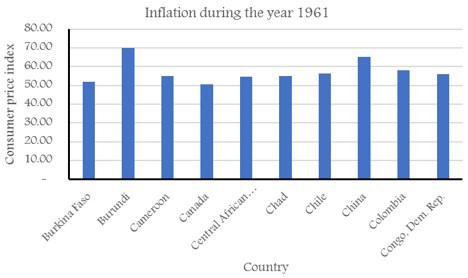 Inflation during the year 1961
Consumer price index
80.00
70.00
60.00
50.00
40.00
30.00
20.00
10.00
-
Burkina Faso
Burundi
Cameroon
Canada
Central African...
Chad
Chile
China
Colombia
Congo, Dem. Rep.
Country